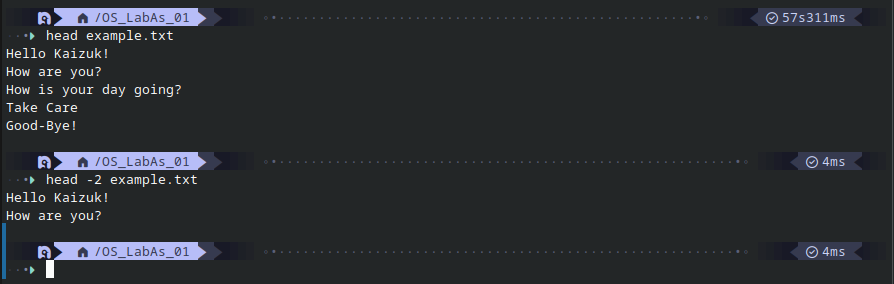 /OS_LabAs_01 57s311ms
head example.txt
Hello Kaizuk!
How are you?
How is your day going?
Take Care
Good-Bye!
/OS_LabAs_01 4ms
head -2 example.txt
Hello Kaizuk!
How are you?
/OS_LabAs_01 4ms